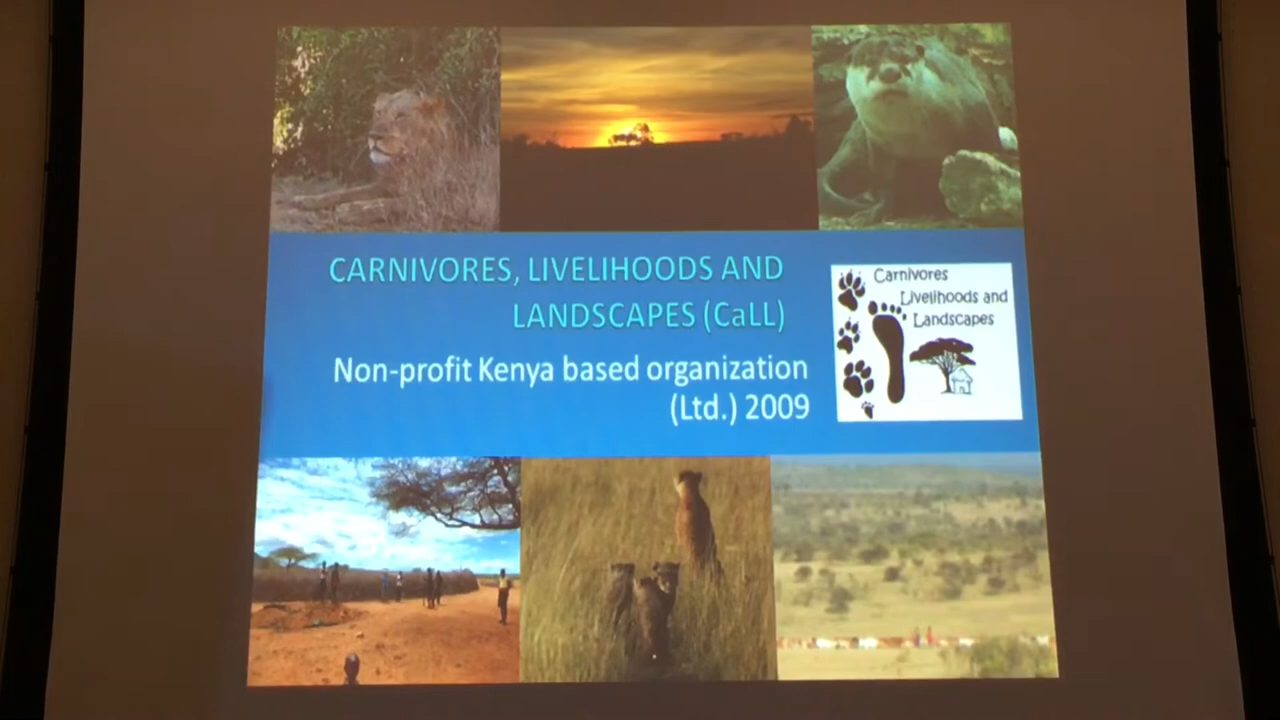 CARNIVORES, LIVELIHOODS AND
LANDSCAPES (CaLL)
Non-profit Kenya based organization
(Ltd.) 2009
Carnivores
Livelihoods and
Landscapes